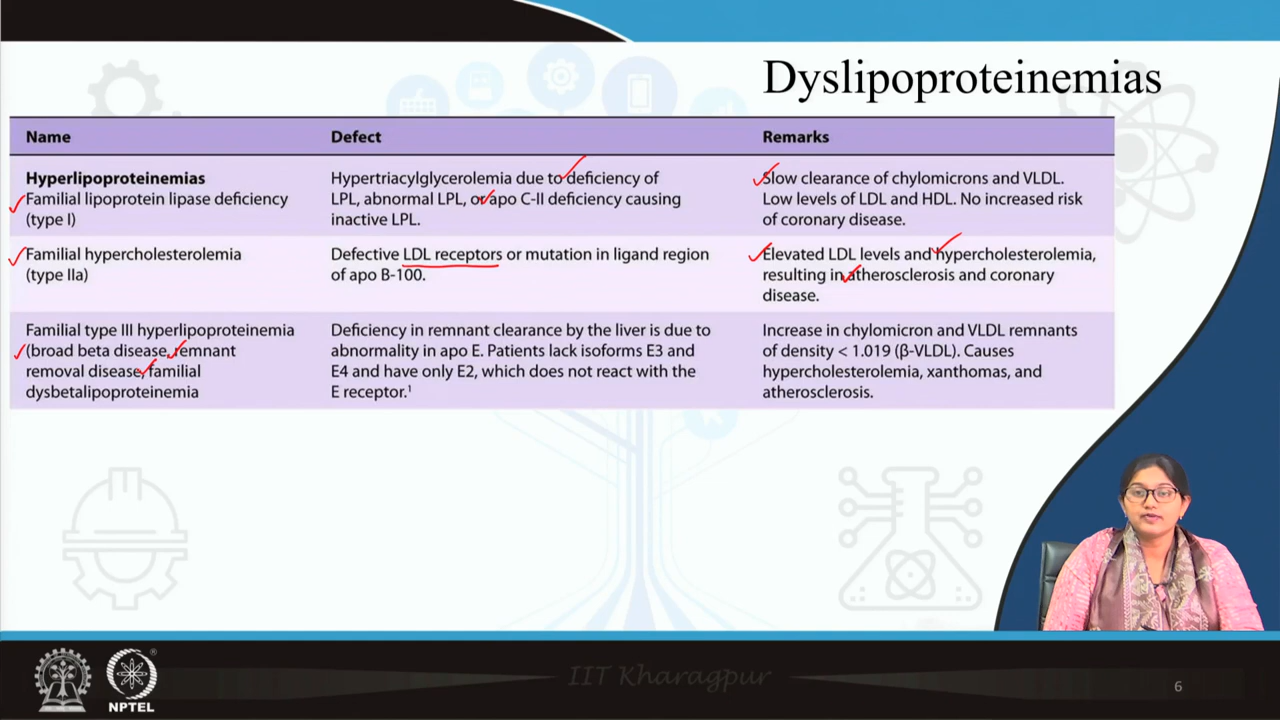 Dyslipoproteinemias
Name Defect Remarks
Hyperlipoproteinemias
Familial lipoprotein lipase deficiency
(type I)
Hypertriacylglycerolemia due to deficiency of
LPL, abnormal LPL, or apo C-II deficiency causing
inactive LPL.
Slow clearance of chylomicrons and VLDL.
Low levels of LDL and HDL. No increased risk
of coronary disease.
Familial hypercholesterolemia
(type IIa)
Defective LDL receptors or mutation in ligand region
of apo B-100.
Elevated LDL levels and hypercholesterolemia,
resulting in atherosclerosis and coronary
disease.
Familial type III hyperlipoproteinemia
(broad beta disease, remnant
removal disease, familial
dysbetalipoproteinemia
Deficiency in remnant clearance by the liver is due to
abnormality in apo E. Patients lack isoforms E3 and
E4 and have only E2, which does not react with the
E receptor.¹
Increase in chylomicron and VLDL remnants
of density < 1.019 (β-VLDL). Causes
hypercholesterolemia, xanthomas, and
atherosclerosis.
IIT Kharagpur
6
®
NPTEL